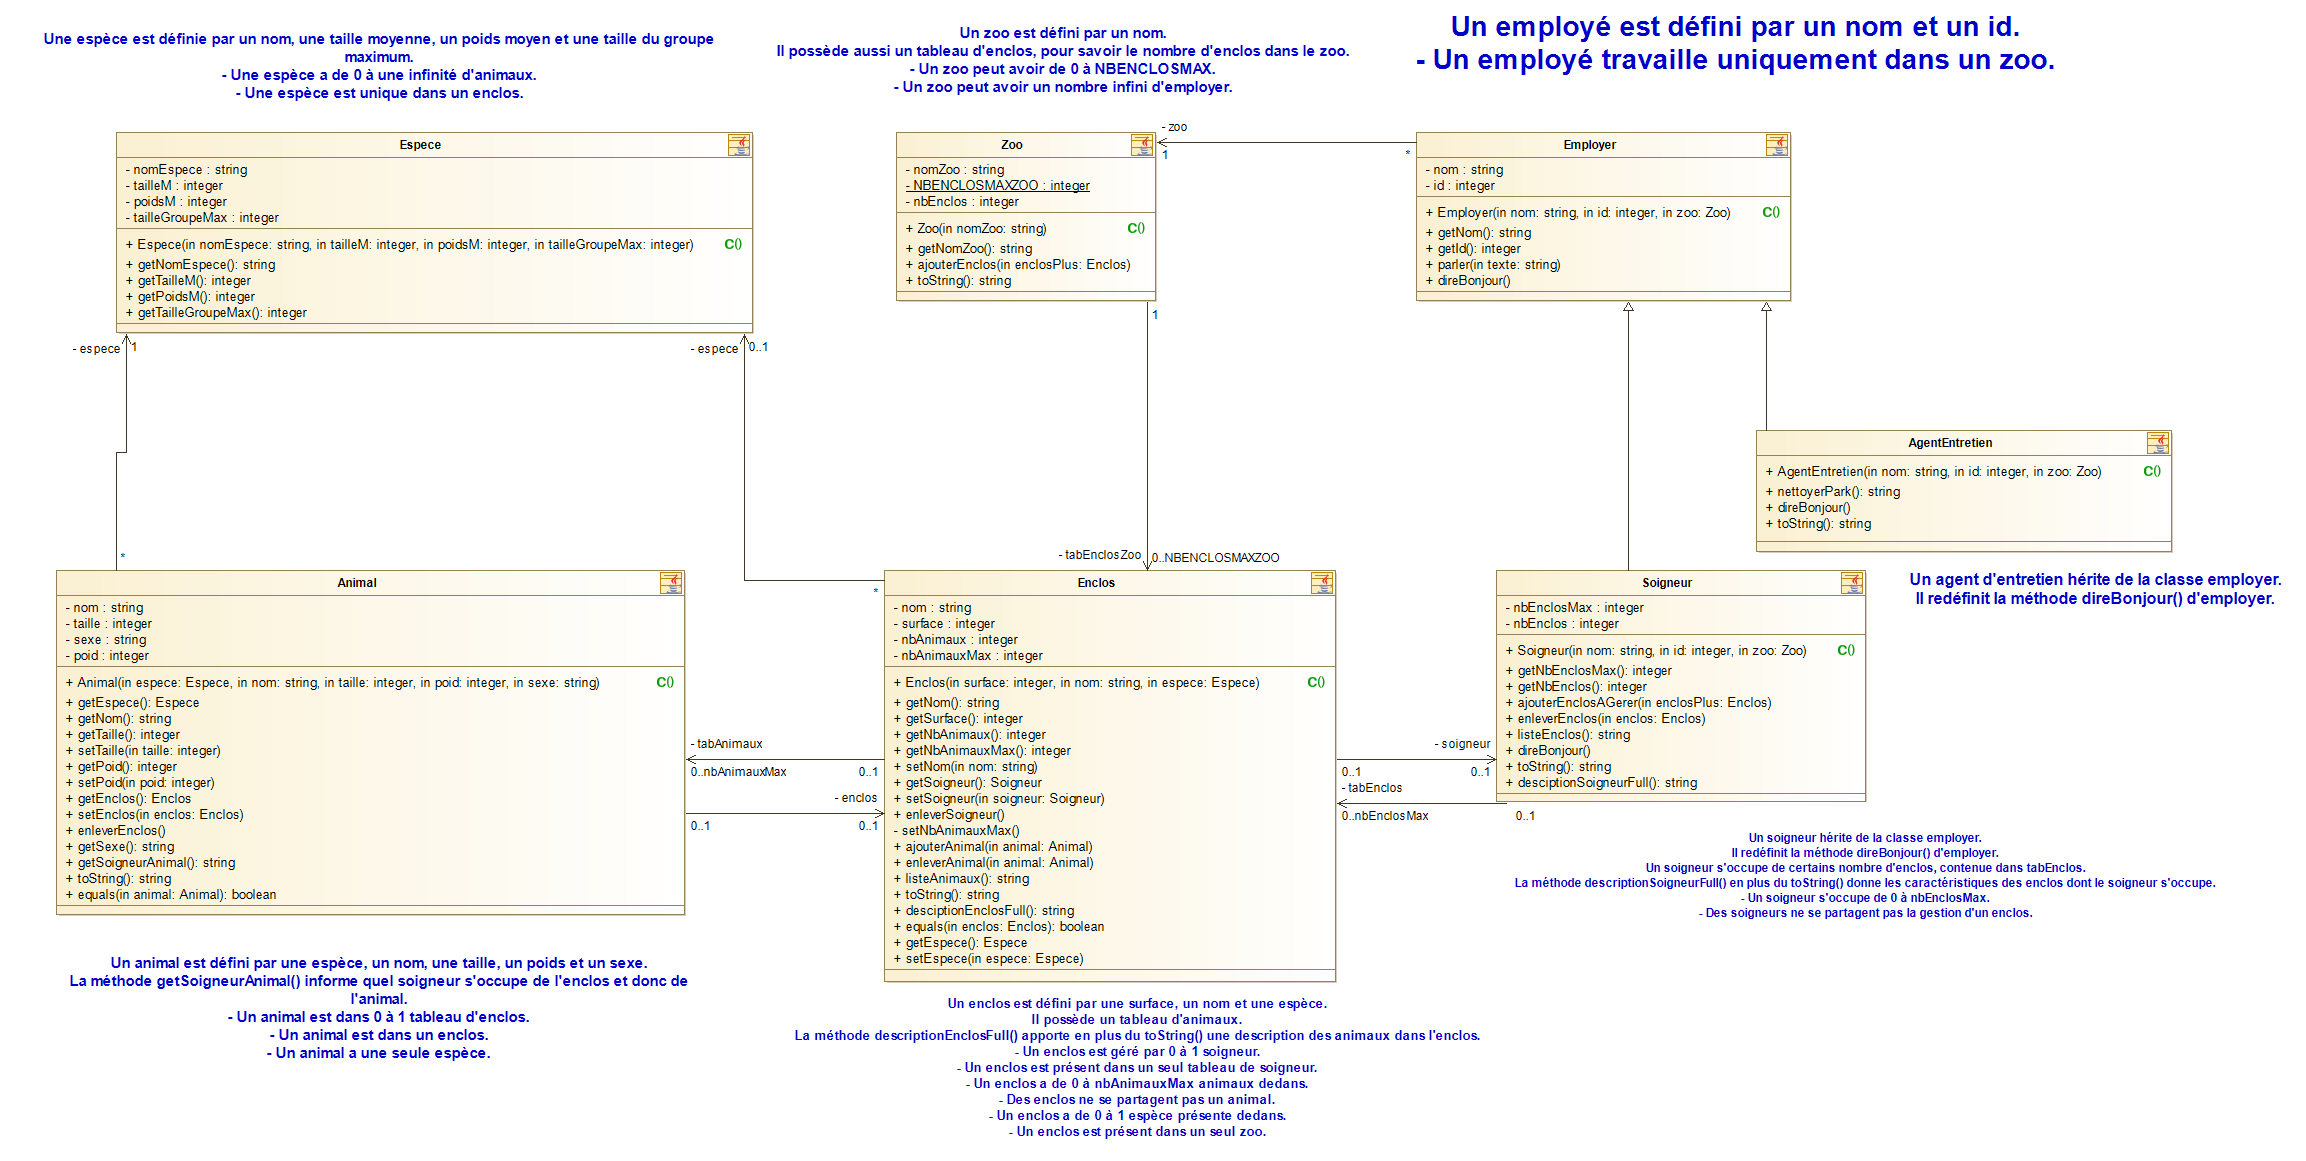 Une espèce est définie par un nom, une taille moyenne, un poids moyen et une taille du groupe
maximum.
- Une espèce a de 0 à une infinité d'animaux.
- Une espèce est unique dans un enclos.
Un zoo est défini par un nom.
Il possède aussi un tableau d'enclos, pour savoir le nombre d'enclos dans le zoo.
- Un zoo peut avoir de 0 à NBENCLOSMAX.
- Un zoo peut avoir un nombre infini d'employer.
Un employé est défini par un nom et un id.
- Un employé travaille uniquement dans un zoo.
Espece
- nomEspece : string
- tailleM : integer
- poidsM : integer
- tailleGroupeMax : integer
+ Espece(in nomEspece: string, in tailleM: integer, in poidsM: integer, in tailleGroupeMax: integer) C()
+ getNomEspece(): string
+ getTailleM(): integer
+ getPoidsM(): integer
+ getTailleGroupeMax(): integer
Zoo
- nomZoo : string
- NBENCLOSMAXZOO : integer
- nbEnclos : integer
+ Zoo(in nomZoo: string) C()
+ getNomZoo(): string
+ ajouterEnclos(in enclosPlus: Enclos)
+ toString(): string
- zoo
1
*
Employer
- nom : string
- id : integer
+ Employer(in nom: string, in id: integer, in zoo: Zoo) C()
+ getNom(): string
+ getId(): integer
+ parler(in texte: string)
+ direBonjour()
- espece
1
*
- espece
0..1
*
1
- tabEnclosZoo
0..NBENCLOSMAXZOO
AgentEntretien
+ AgentEntretien(in nom: string, in id: integer, in zoo: Zoo) C()
+ nettoyerPark(): string
+ direBonjour()
+ toString(): string
Un agent d'entretien hérite de la classe employer.
Il redéfinit la méthode direBonjour() d'employer.
Animal
- nom : string
- taille : integer
- sexe : string
- poid : integer
+ Animal(in espece: Espece, in nom: string, in taille: integer, in poid: integer, in sexe: string) C()
+ getEspece(): Espece
+ getNom(): string
+ getTaille(): integer
+ setTaille(in taille: integer)
+ getPoid(): integer
+ setPoid(in poid: integer)
+ getEnclos(): Enclos
+ setEnclos(in enclos: Enclos)
+ enleverEnclos()
+ getSexe(): string
+ getSoigneurAnimal(): string
+ toString(): string
+ equals(in animal: Animal): boolean
- tabAnimaux
0..nbAnimauxMax
0..1
- enclos
0..1
0..1
Enclos
- nom : string
- surface : integer
- nbAnimaux : integer
- nbAnimauxMax : integer
+ Enclos(in surface: integer, in nom: string, in espece: Espece) C()
+ getNom(): string
+ getSurface(): integer
+ getNbAnimaux(): integer
+ getNbAnimauxMax(): integer
+ setNom(in nom: string)
+ getSoigneur(): Soigneur
+ setSoigneur(in soigneur: Soigneur)
+ enleverSoigneur()
- setNbAnimauxMax()
+ ajouterAnimal(in animal: Animal)
+ enleverAnimal(in animal: Animal)
+ listeAnimaux(): string
+ toString(): string
+ desciptionEnclosFull(): string
+ equals(in enclos: Enclos): boolean
+ getEspece(): Espece
+ setEspece(in espece: Espece)
- soigneur
0..1
0..1
- tabEnclos
0..nbEnclosMax
0..1
Soigneur
- nbEnclosMax : integer
- nbEnclos : integer
+ Soigneur(in nom: string, in id: integer, in zoo: Zoo) C()
+ getNbEnclosMax(): integer
+ getNbEnclos(): integer
+ ajouterEnclosAGerer(in enclosPlus: Enclos)
+ enleverEnclos(in enclos: Enclos)
+ listeEnclos(): string
+ direBonjour()
+ toString(): string
+ desciptionSoigneurFull(): string
Un soigneur hérite de la classe employer.
Il redéfinit la méthode direBonjour() d'employer.
Un soigneur s'occupe de certains nombre d'enclos, contenue dans tabEnclos.
La méthode descriptionSoigneurFull() en plus du toString() donne les caractéristiques des enclos dont le soigneur s'occupe.
- Un soigneur s'occupe de 0 à nbEnclosMax.
- Des soigneurs ne se partagent pas la gestion d'un enclos.
Un animal est défini par une espèce, un nom, une taille, un poids et un sexe.
La méthode getSoigneurAnimal() informe quel soigneur s'occupe de l'enclos et donc de
l'animal.
- Un animal est dans 0 à 1 tableau d'enclos.
- Un animal est dans un enclos.
- Un animal a une seule espèce.
Un enclos est défini par une surface, un nom et une espèce.
Il possède un tableau d'animaux.
La méthode descriptionEnclosFull() apporte en plus du toString() une description des animaux dans l'enclos.
- Un enclos est géré par 0 à 1 soigneur.
- Un enclos est présent dans un seul tableau de soigneur.
- Un enclos a de 0 à nbAnimauxMax animaux dedans.
- Des enclos ne se partagent pas un animal.
- Un enclos a de 0 à 1 espèce présente dedans.
- Un enclos est présent dans un seul zoo.